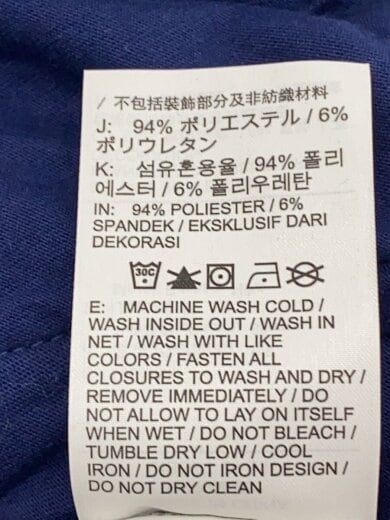 / 不包括裝飾部分及非紡織材料
J: 94% ポリエステル / 6%
ポリウレタン
K: 섬유혼용율 / 94% 폴리
에스터 / 6% 폴리우레탄
IN: 94% POLIESTER / 6%
SPANDEK / EKSKLUSIF DARI
DEKORASI
30C
E: MACHINE WASH COLD /
WASH INSIDE OUT / WASH IN
NET / WASH WITH LIKE
COLORS / FASTEN ALL
CLOSURES TO WASH AND DRY /
REMOVE IMMEDIATELY / DO
NOT ALLOW TO LAY ON ITSELF
WHEN WET / DO NOT BLEACH /
TUMBLE DRY LOW / COOL
IRON / DO NOT IRON DESIGN /
DO NOT DRY CLEAN